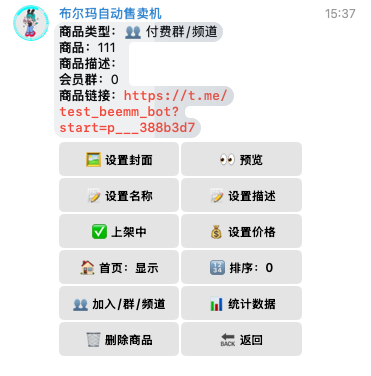 布尔玛自动售卖机 15:37
商品类型: 👥 付费群/频道
商品: 111
商品描述:
会员群: 0
商品链接: https://t.me/
test_beemm_bot?
start=p___388b3d7
设置封面 👀 预览
设置名称 设置描述
上架中 设置价格
首页: 显示 排序: 0
加入/群/频道 统计数据
删除商品 BACK 返回